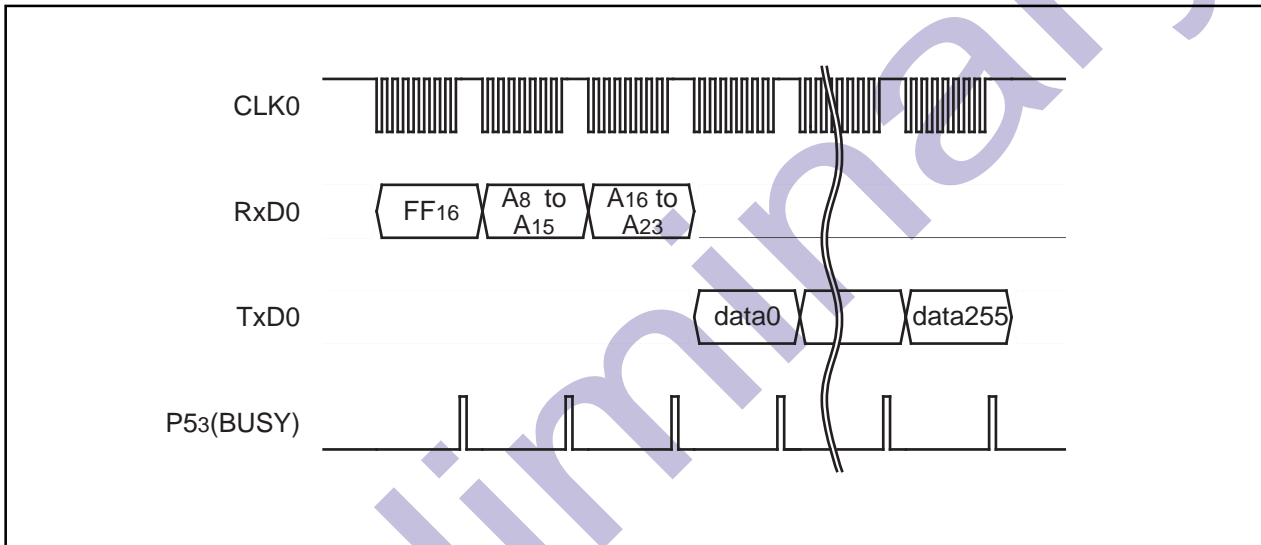 CLK0
RxD0
FF16
A8 to
A15
A16 to
A23
TxD0
data0
data255
P53(BUSY)